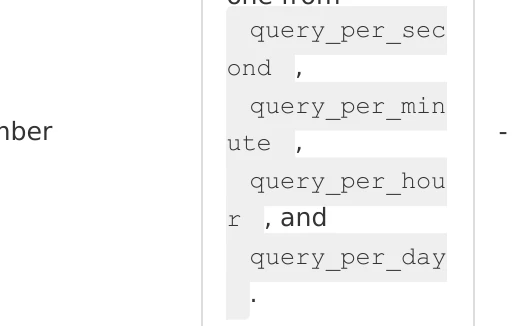 one from
query_per_sec
ond ,
query_per_min
nber
ute ,
query_per_hou
r , and
query_per_day
.
-